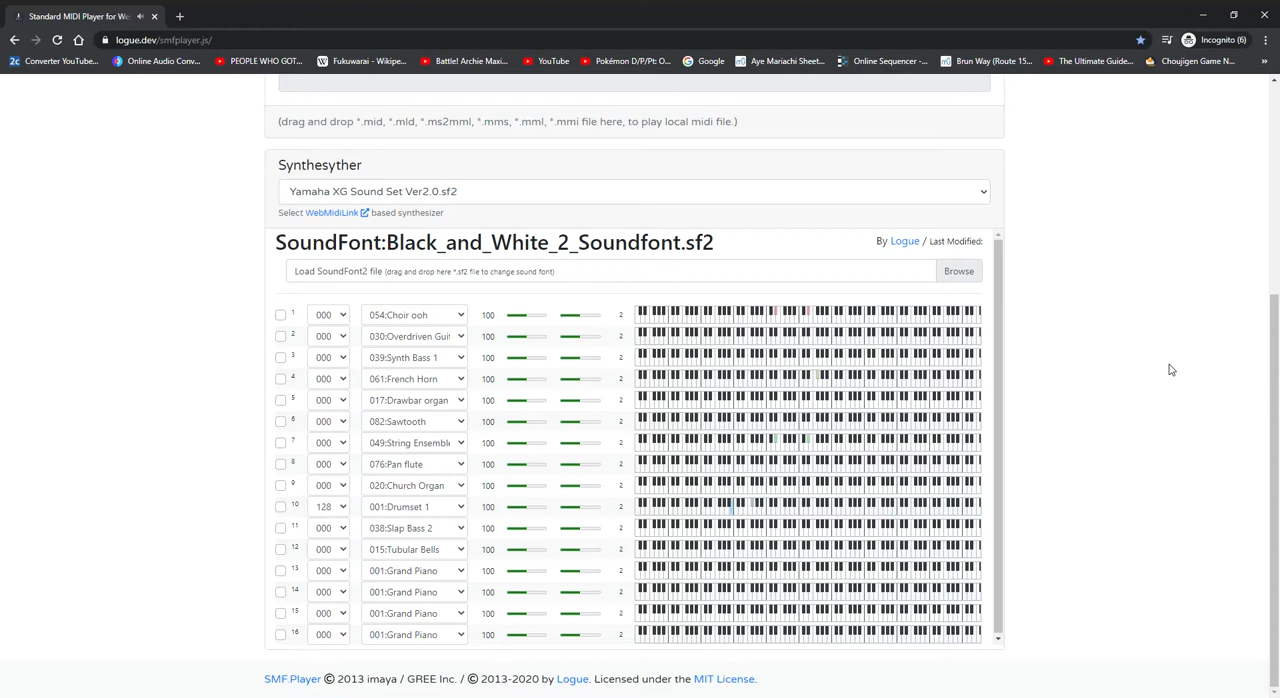 Standard MIDI Player for We
logue.dev/smfplayer.js/
Incognito (6)
Converter YouTube...
Online Audio Conv...
PEOPLE WHO GOT...
Fukuwarai - Wikipe...
Battle! Archie Maxi...
YouTube
Pokémon D/P/Pt: O...
Google
Aye Mariachi Sheet...
Online Sequencer -...
Brun Way (Route 15...
The Ultimate Guide...
Choujigen Game N...
»
(drag and drop *.mid, *.mld, *.ms2mml, *.mms, *.mml, *.mmi file here, to play local midi file.)
Synthesyther
Yamaha XG Sound Set Ver2.0.sf2
Select WebMidiLink based synthesizer
SoundFont:Black_and_White_2_Soundfont.sf2
By Logue / Last Modified:
Load SoundFont2 file (drag and drop here *.sf2 file to change sound font)
Browse
1 000 054:Choir ooh 100 2
2 000 030:Overdriven Guit 100 2
3 000 039:Synth Bass 1 100 2
4 000 061:French Horn 100 2
5 000 017:Drawbar organ 100 2
6 000 082:Sawtooth 100 2
7 000 049:String Ensemble 100 2
8 000 076:Pan flute 100 2
9 000 020:Church Organ 100 2
10 128 001:Drumset 1 100 2
11 000 038:Slap Bass 2 100 2
12 000 015:Tubular Bells 100 2
13 000 001:Grand Piano 100 2
14 000 001:Grand Piano 100 2
15 000 001:Grand Piano 100 2
16 000 001:Grand Piano 100 2
SMF.Player © 2013 imaya / GREE Inc. / © 2013-2020 by Logue. Licensed under the MIT License.